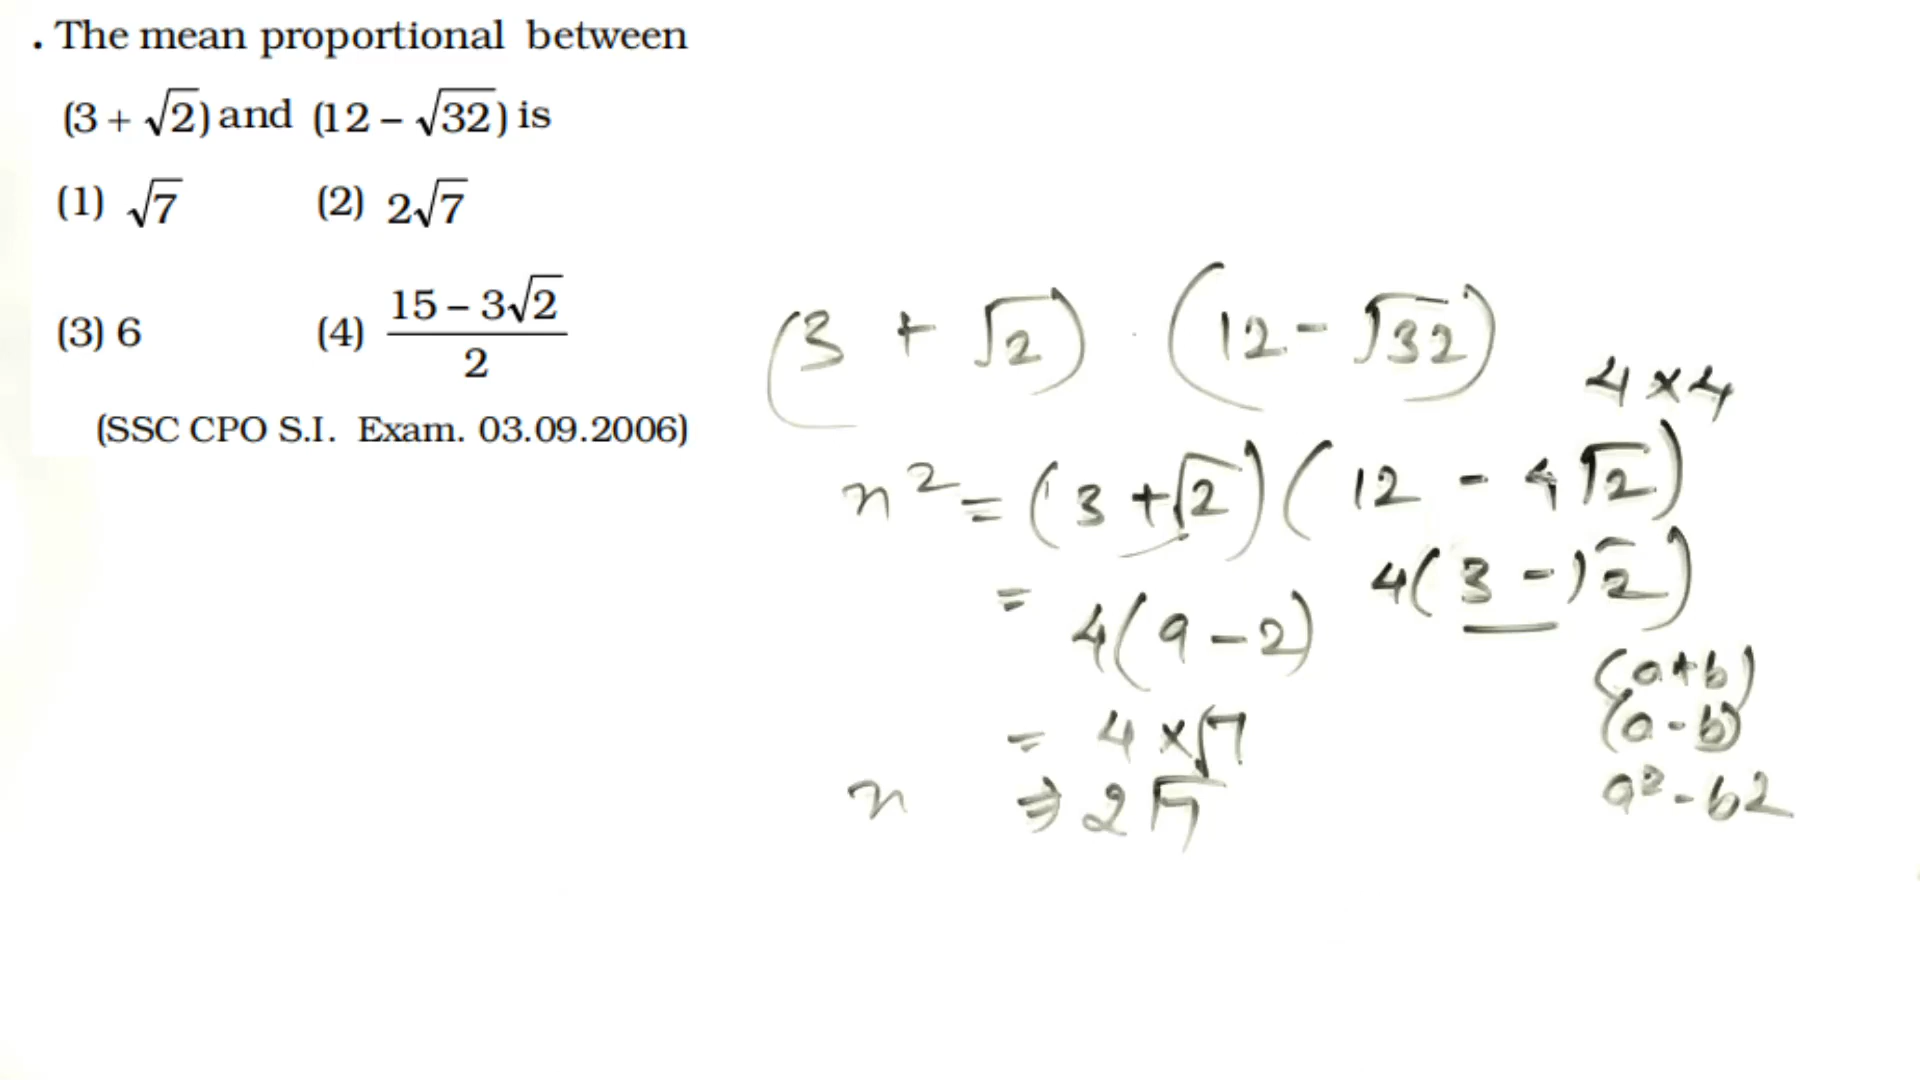 . The mean proportional between
(3 + √2) and (12 – √32) is
(1) √7 (2) 2√7
(3) 6 (4) (15 – 3√2)/2
(SSC CPO S.I. Exam. 03.09.2006)
(3 + √2) · (12 - √32)
4 × 4
n² = (3 + √2) (12 - 4√2)
4(3 - √2)
= 4(9 - 2)
(a+b)
(a-b)
= 4 × √7
a² - b2
n ⇒ 2√7